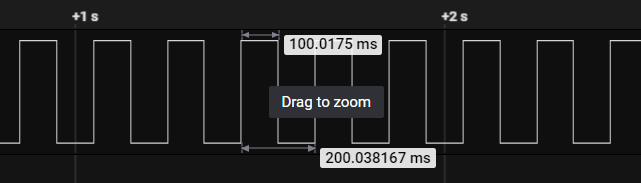 +1 s
+2 s
100.0175 ms
Drag to zoom
200.038167 ms